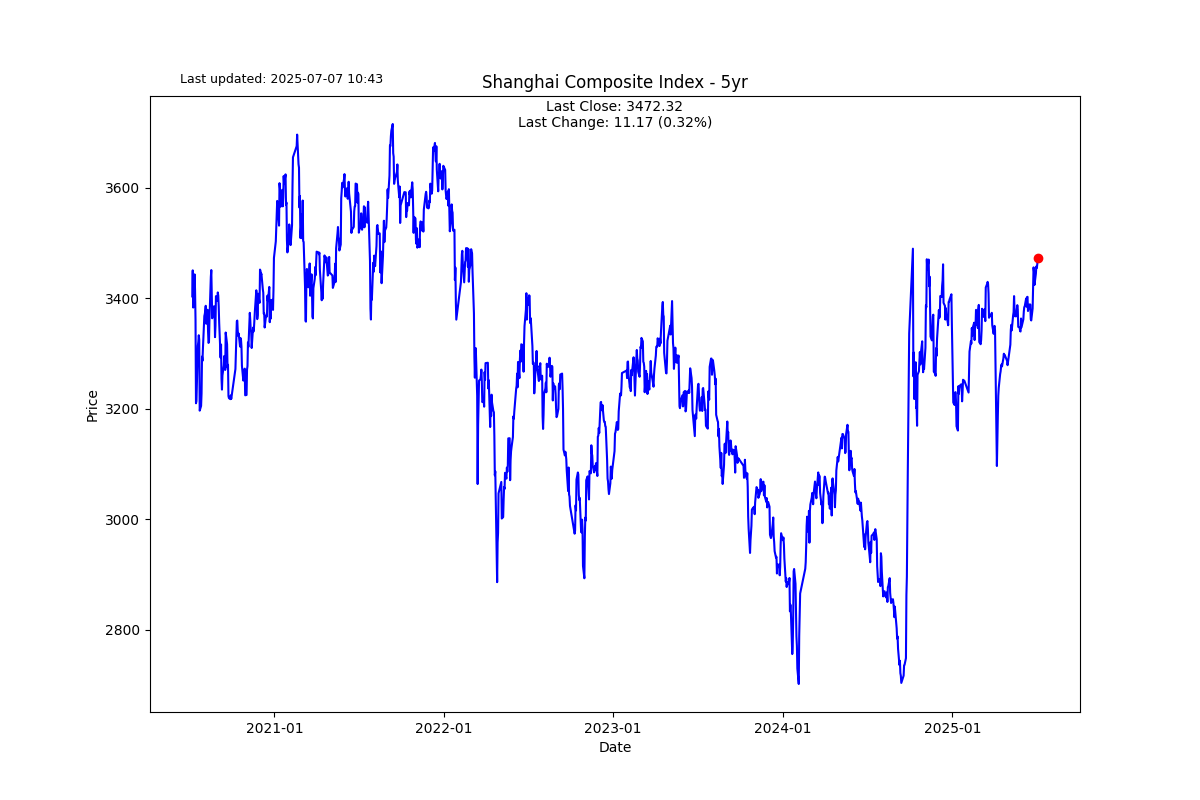 Last updated: 2025-07-07 10:43
Shanghai Composite Index - 5yr
Last Close: 3472.32
Last Change: 11.17 (0.32%)
Price
3600
3400
3200
3000
2800
2021-01
2022-01
2023-01
2024-01
2025-01
Date